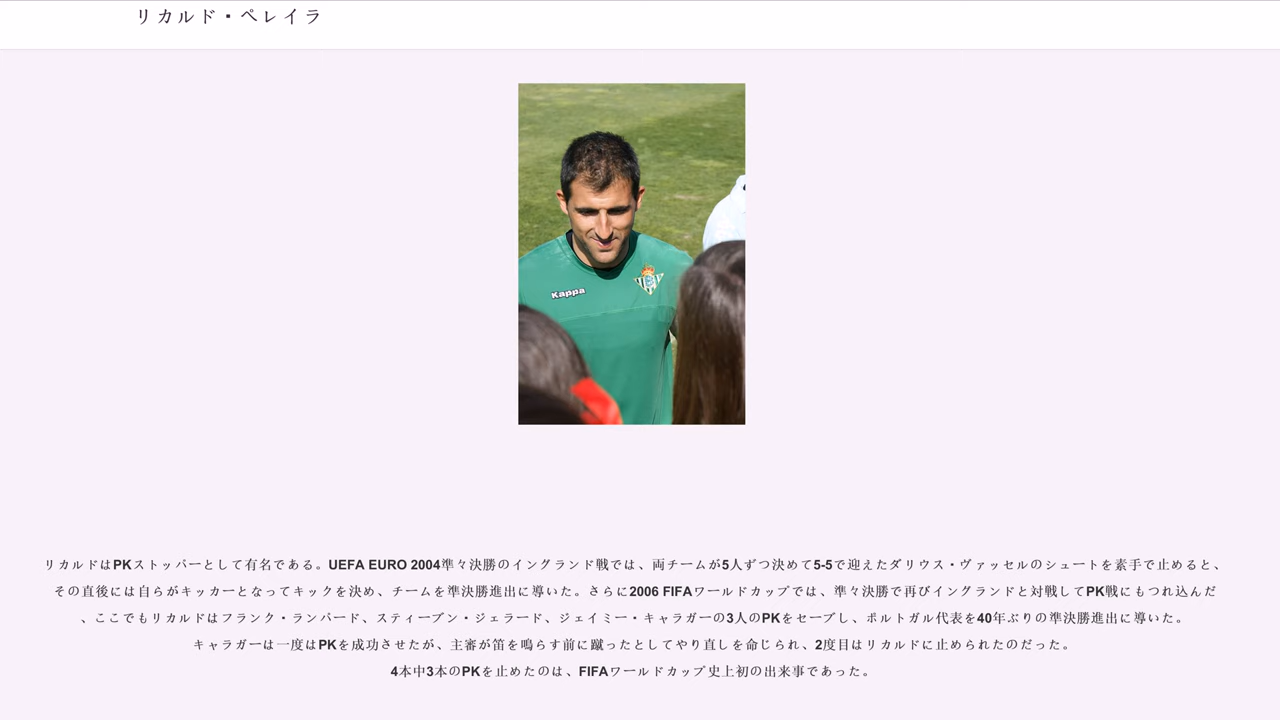 リカルド・ペレイラ
Kappa
リカルドはPKストッパーとして有名である。UEFA EURO 2004準々決勝のイングランド戦では、両チームが5人ずつ決めて5-5で迎えたダリウス・ヴァッセルのシュートを素手で止めると、
その直後には自らがキッカーとなってキックを決め、チームを準決勝進出に導いた。さらに2006 FIFAワールドカップでは、準々決勝で再びイングランドと対戦してPK戦にもつれ込んだ
、ここでもリカルドはフランク・ランパード、スティーブン・ジェラード、ジェイミー・キャラガーの3人のPKをセーブし、ポルトガル代表を40年ぶりの準決勝進出に導いた。
キャラガーは一度はPKを成功させたが、主審が笛を鳴らす前に蹴ったとしてやり直しを命じられ、2度目はリカルドに止められたのだった。
4本中3本のPKを止めたのは、FIFAワールドカップ史上初の出来事であった。